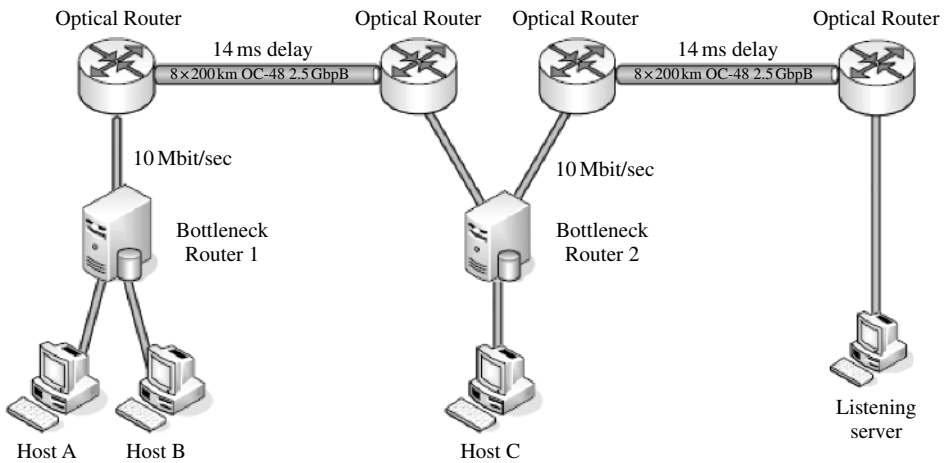 Optical Router
Optical Router
Optical Router
Optical Router
14 ms delay
14 ms delay
8×200 km OC-48 2.5 GbpB
8×200 km OC-48 2.5 GbpB
10 Mbit/sec
10 Mbit/sec
Bottleneck
Router 1
Bottleneck
Router 2
Listening
server
Host A
Host B
Host C